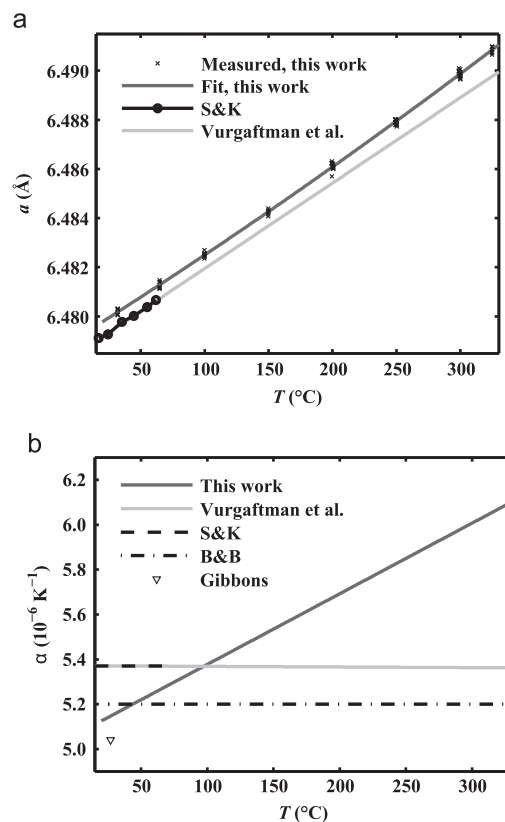 a
6.490
6.488
6.486
6.484
6.482
6.480
a (Å)
Measured, this work
Fit, this work
S&K
Vurgaftman et al.
50 100 150 200 250 300
T (°C)
b
6.2
6.0
5.8
5.6
5.4
5.2
5.0
α (10⁻⁶ K⁻¹)
This work
Vurgaftman et al.
S&K
B&B
Gibbons
50 100 150 200 250 300
T (°C)